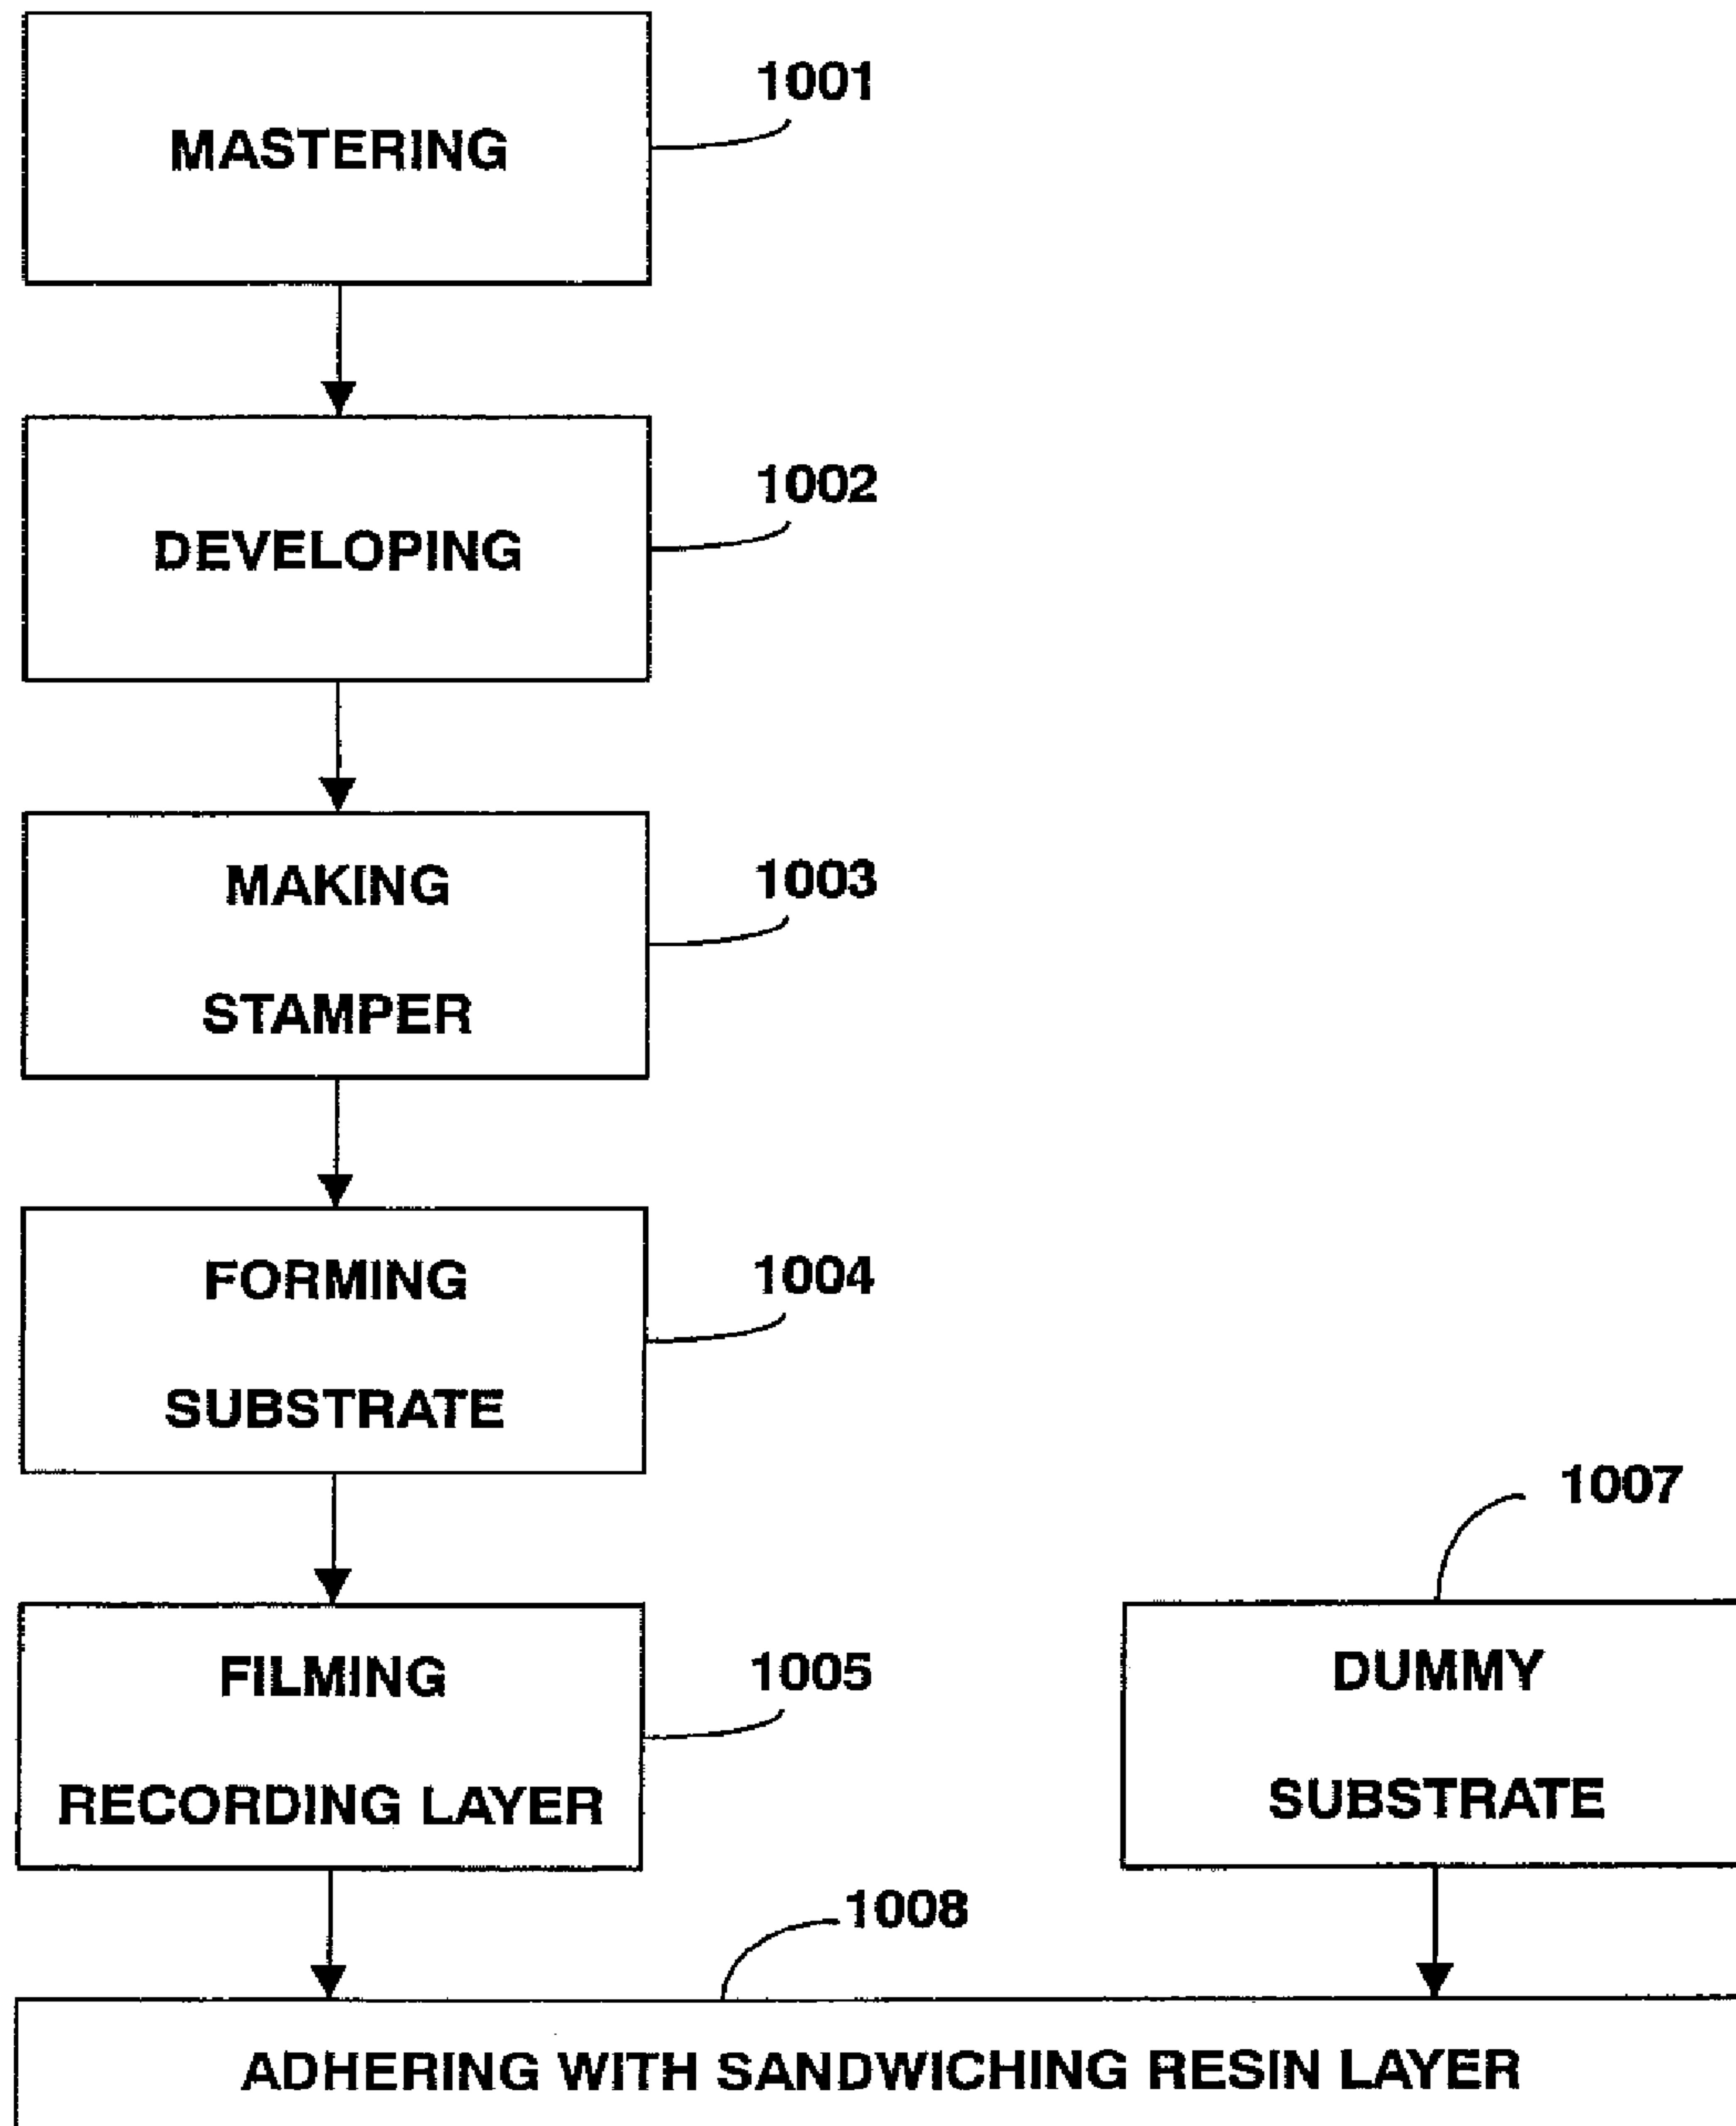 MASTERING
1001
DEVELOPING
1002
MAKING
STAMPER
1003
FORMING
SUBSTRATE
1004
FILMING
RECORDING LAYER
1005
DUMMY
SUBSTRATE
1007
1008
ADHERING WITH SANDWICHING RESIN LAYER